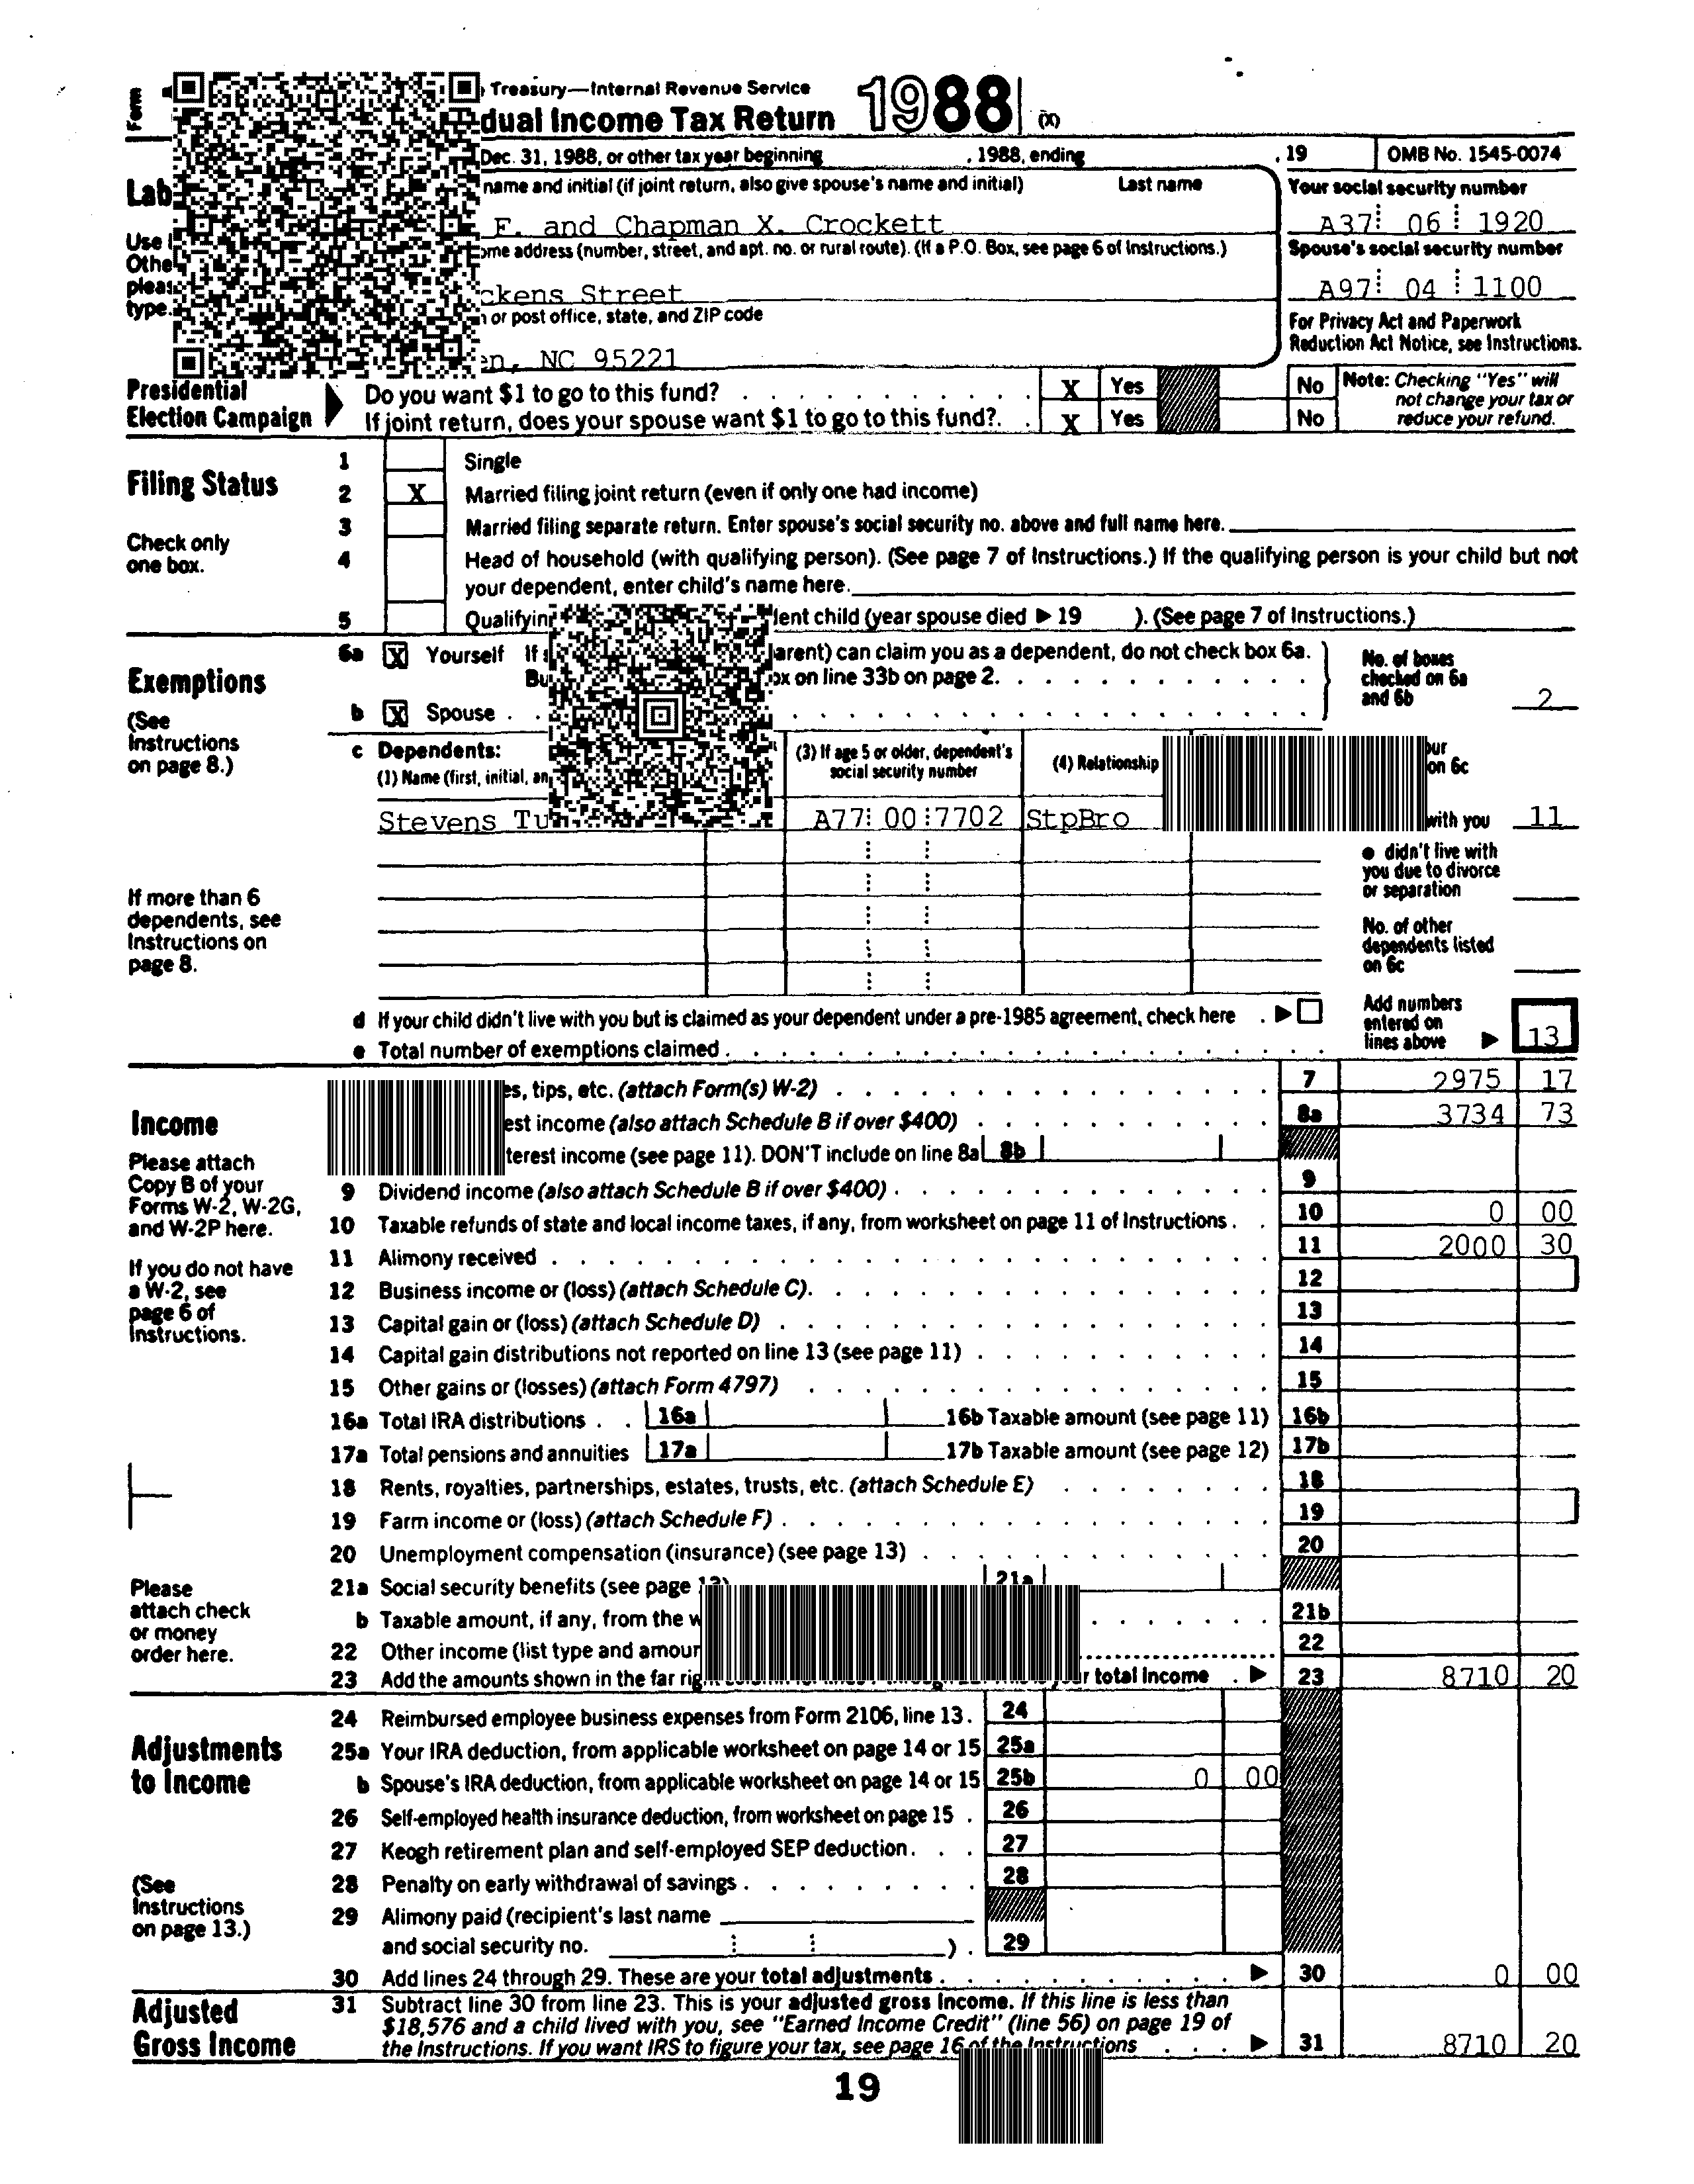 Form
Treasury—Internal Revenue Service
Income Tax Return 1988 (X)
Dec. 31, 1988, or other tax year beginning , 1988, ending , 19 OMB No. 1545-0074
name and initial (if joint return, also give spouse's name and initial) Last name Your social security number
F. and Chapman X. Crockett A37 06 1920
Use
address (number, street, and apt. no. or rural route). (If a P.O. Box, see page 6 of Instructions.) Spouse's social security number
Street A97 04 1100
type.
or post office, state, and ZIP code For Privacy Act and Paperwork
Reduction Act Notice, see Instructions.
NC 95221
Presidential
Election Campaign
Do you want $1 to go to this fund? X Yes No
If joint return, does your spouse want $1 to go to this fund? X Yes No
Note: Checking "Yes" will
not change your tax or
reduce your refund.
Filing Status
Check only
one box.
1 Single
2 X Married filing joint return (even if only one had income)
3 Married filing separate return. Enter spouse's social security no. above and full name here.
4 Head of household (with qualifying person). (See page 7 of Instructions.) If the qualifying person is your child but not
your dependent, enter child's name here.
5 child (year spouse died ▶ 19 ). (See page 7 of Instructions.)
Exemptions
(See
Instructions
on page 8.)
6a X Yourself If can claim you as a dependent, do not check box 6a.
on line 33b on page 2.
b X Spouse
No. of boxes
checked on 6a
and 6b 2
c Dependents:
(1) Name (first, initial,
(3) If age 5 or older, dependent's
social security number
(4) Relationship
on 6c
Stevens A77 00 7702 StpBro with you 11
● didn't live with
you due to divorce
or separation
If more than 6
dependents, see
Instructions on
page 8.
No. of other
dependents listed
on 6c
d If your child didn't live with you but is claimed as your dependent under a pre-1985 agreement, check here ▶
e Total number of exemptions claimed
Add numbers
entered on
lines above ▶ 13
Income
Please attach
Copy B of your
Forms W-2, W-2G,
and W-2P here.
If you do not have
a W-2, see
page 6 of
Instructions.
tips, etc. (attach Form(s) W-2) 7 2975 17
income (also attach Schedule B if over $400) 8a 3734 73
income (see page 11). DON'T include on line 8a 8b
9 Dividend income (also attach Schedule B if over $400) 9
10 Taxable refunds of state and local income taxes, if any, from worksheet on page 11 of Instructions 10 0 00
11 Alimony received 11 2000 30
12 Business income or (loss) (attach Schedule C) 12
13 Capital gain or (loss) (attach Schedule D) 13
14 Capital gain distributions not reported on line 13 (see page 11) 14
15 Other gains or (losses) (attach Form 4797) 15
16a Total IRA distributions 16a 16b Taxable amount (see page 11) 16b
17a Total pensions and annuities 17a 17b Taxable amount (see page 12) 17b
18 Rents, royalties, partnerships, estates, trusts, etc. (attach Schedule E) 18
19 Farm income or (loss) (attach Schedule F) 19
20 Unemployment compensation (insurance) (see page 13) 20
Please
attach check
or money
order here.
21a Social security benefits (see page 21a
b Taxable amount, if any, from the 21b
22 Other income (list type and 22
23 Add the amounts shown in the far total income ▶ 23 8710 20
Adjustments
to Income
(See
Instructions
on page 13.)
24 Reimbursed employee business expenses from Form 2106, line 13. 24
25a Your IRA deduction, from applicable worksheet on page 14 or 15 25a
b Spouse's IRA deduction, from applicable worksheet on page 14 or 15 25b 0 00
26 Self-employed health insurance deduction, from worksheet on page 15 26
27 Keogh retirement plan and self-employed SEP deduction 27
28 Penalty on early withdrawal of savings 28
29 Alimony paid (recipient's last name
and social security no. ) 29
30 Add lines 24 through 29. These are your total adjustments ▶ 30 0 00
Adjusted
Gross Income
31 Subtract line 30 from line 23. This is your adjusted gross income. If this line is less than
$18,576 and a child lived with you, see "Earned Income Credit" (line 56) on page 19 of
the Instructions. If you want IRS to figure your tax, see page 16 of the Instructions ▶ 31 8710 20
19